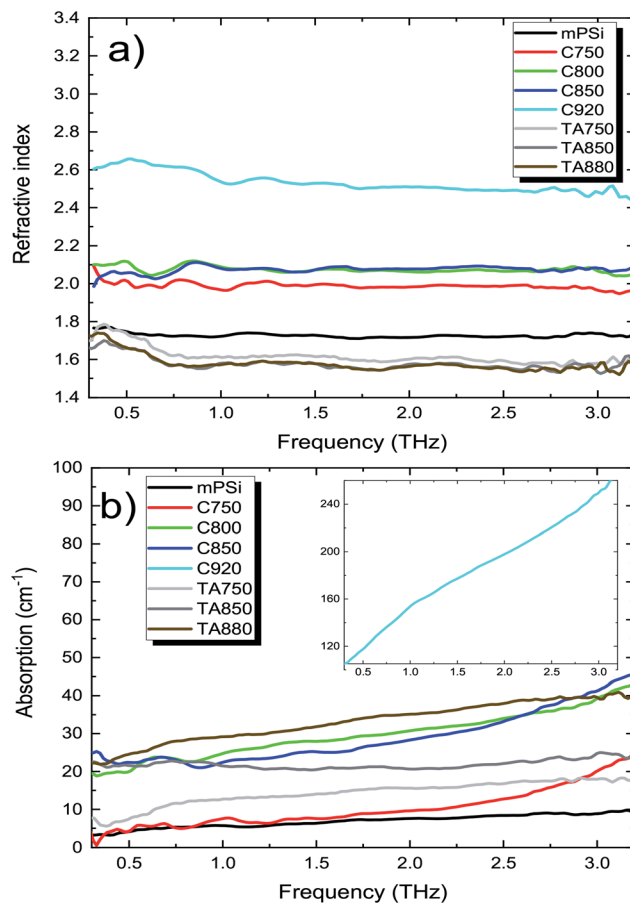 a)
3.4
3.2
3.0
2.8
2.6
2.4
2.2
2.0
1.8
1.6
1.4
Refractive index
mPSi
C750
C800
C850
C920
TA750
TA850
TA880
0.5 1.0 1.5 2.0 2.5 3.0
Frequency (THz)
b)
100
90
80
70
60
50
40
30
20
10
0
Absorption (cm⁻¹)
mPSi
C750
C800
C850
C920
TA750
TA850
TA880
240
200
160
120
0.5 1.0 1.5 2.0 2.5 3.0
0.5 1.0 1.5 2.0 2.5 3.0
Frequency (THz)